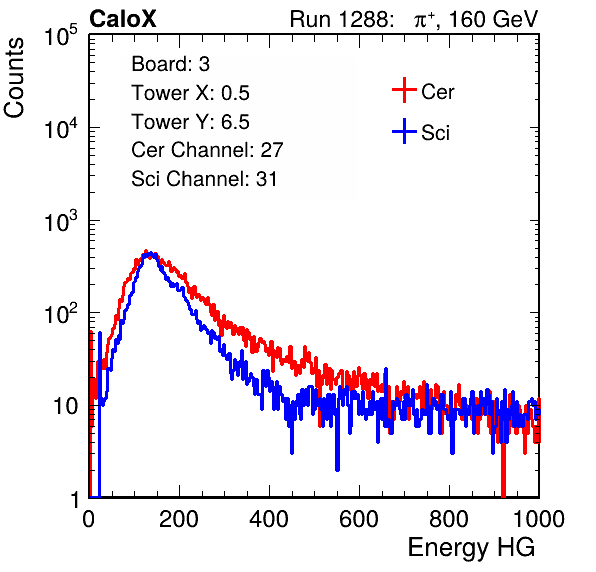 CaloX Run 1288: π⁺, 160 GeV
Counts
10⁵
10⁴
10³
10²
10
1
Board: 3
Tower X: 0.5
Tower Y: 6.5
Cer Channel: 27
Sci Channel: 31
Cer
Sci
0 200 400 600 800 1000
Energy HG